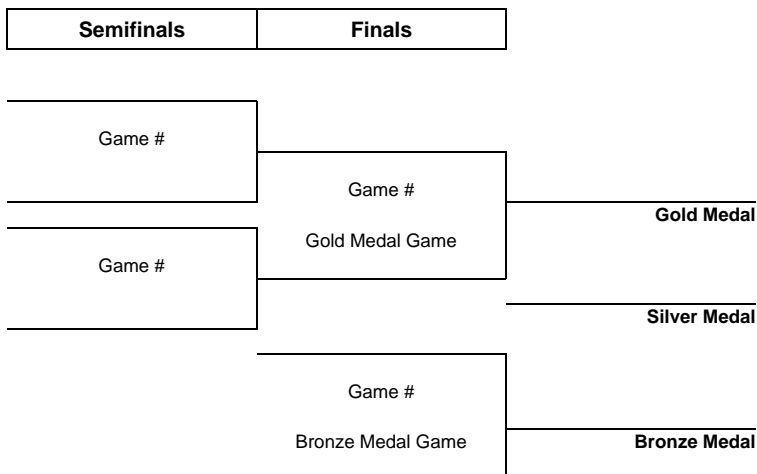 Semifinals Finals
Game #
Game #
Gold Medal
Gold Medal Game
Game #
Silver Medal
Game #
Bronze Medal Game Bronze Medal